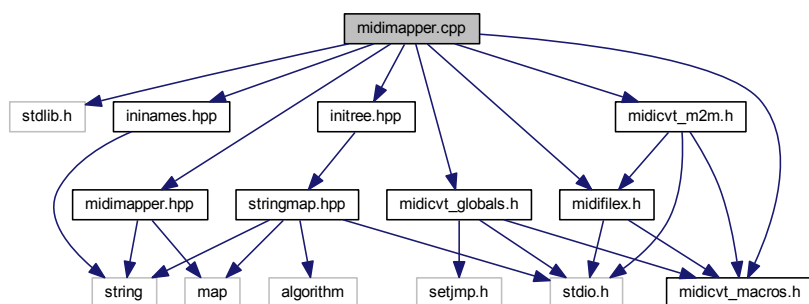 midimapper.cpp
stdlib.h
ininames.hpp
initree.hpp
midicvt_m2m.h
midimapper.hpp
stringmap.hpp
midicvt_globals.h
midifilex.h
string
map
algorithm
setjmp.h
stdio.h
midicvt_macros.h